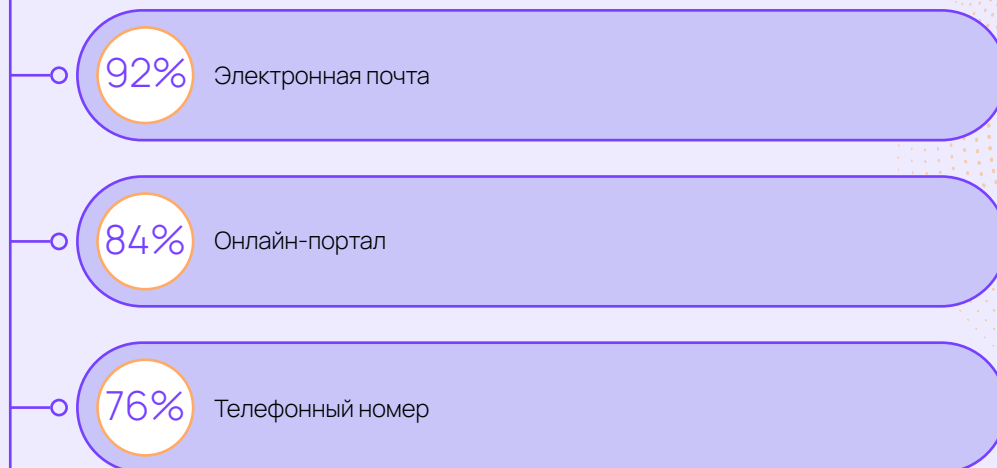 92% Электронная почта
84% Онлайн-портал
76% Телефонный номер